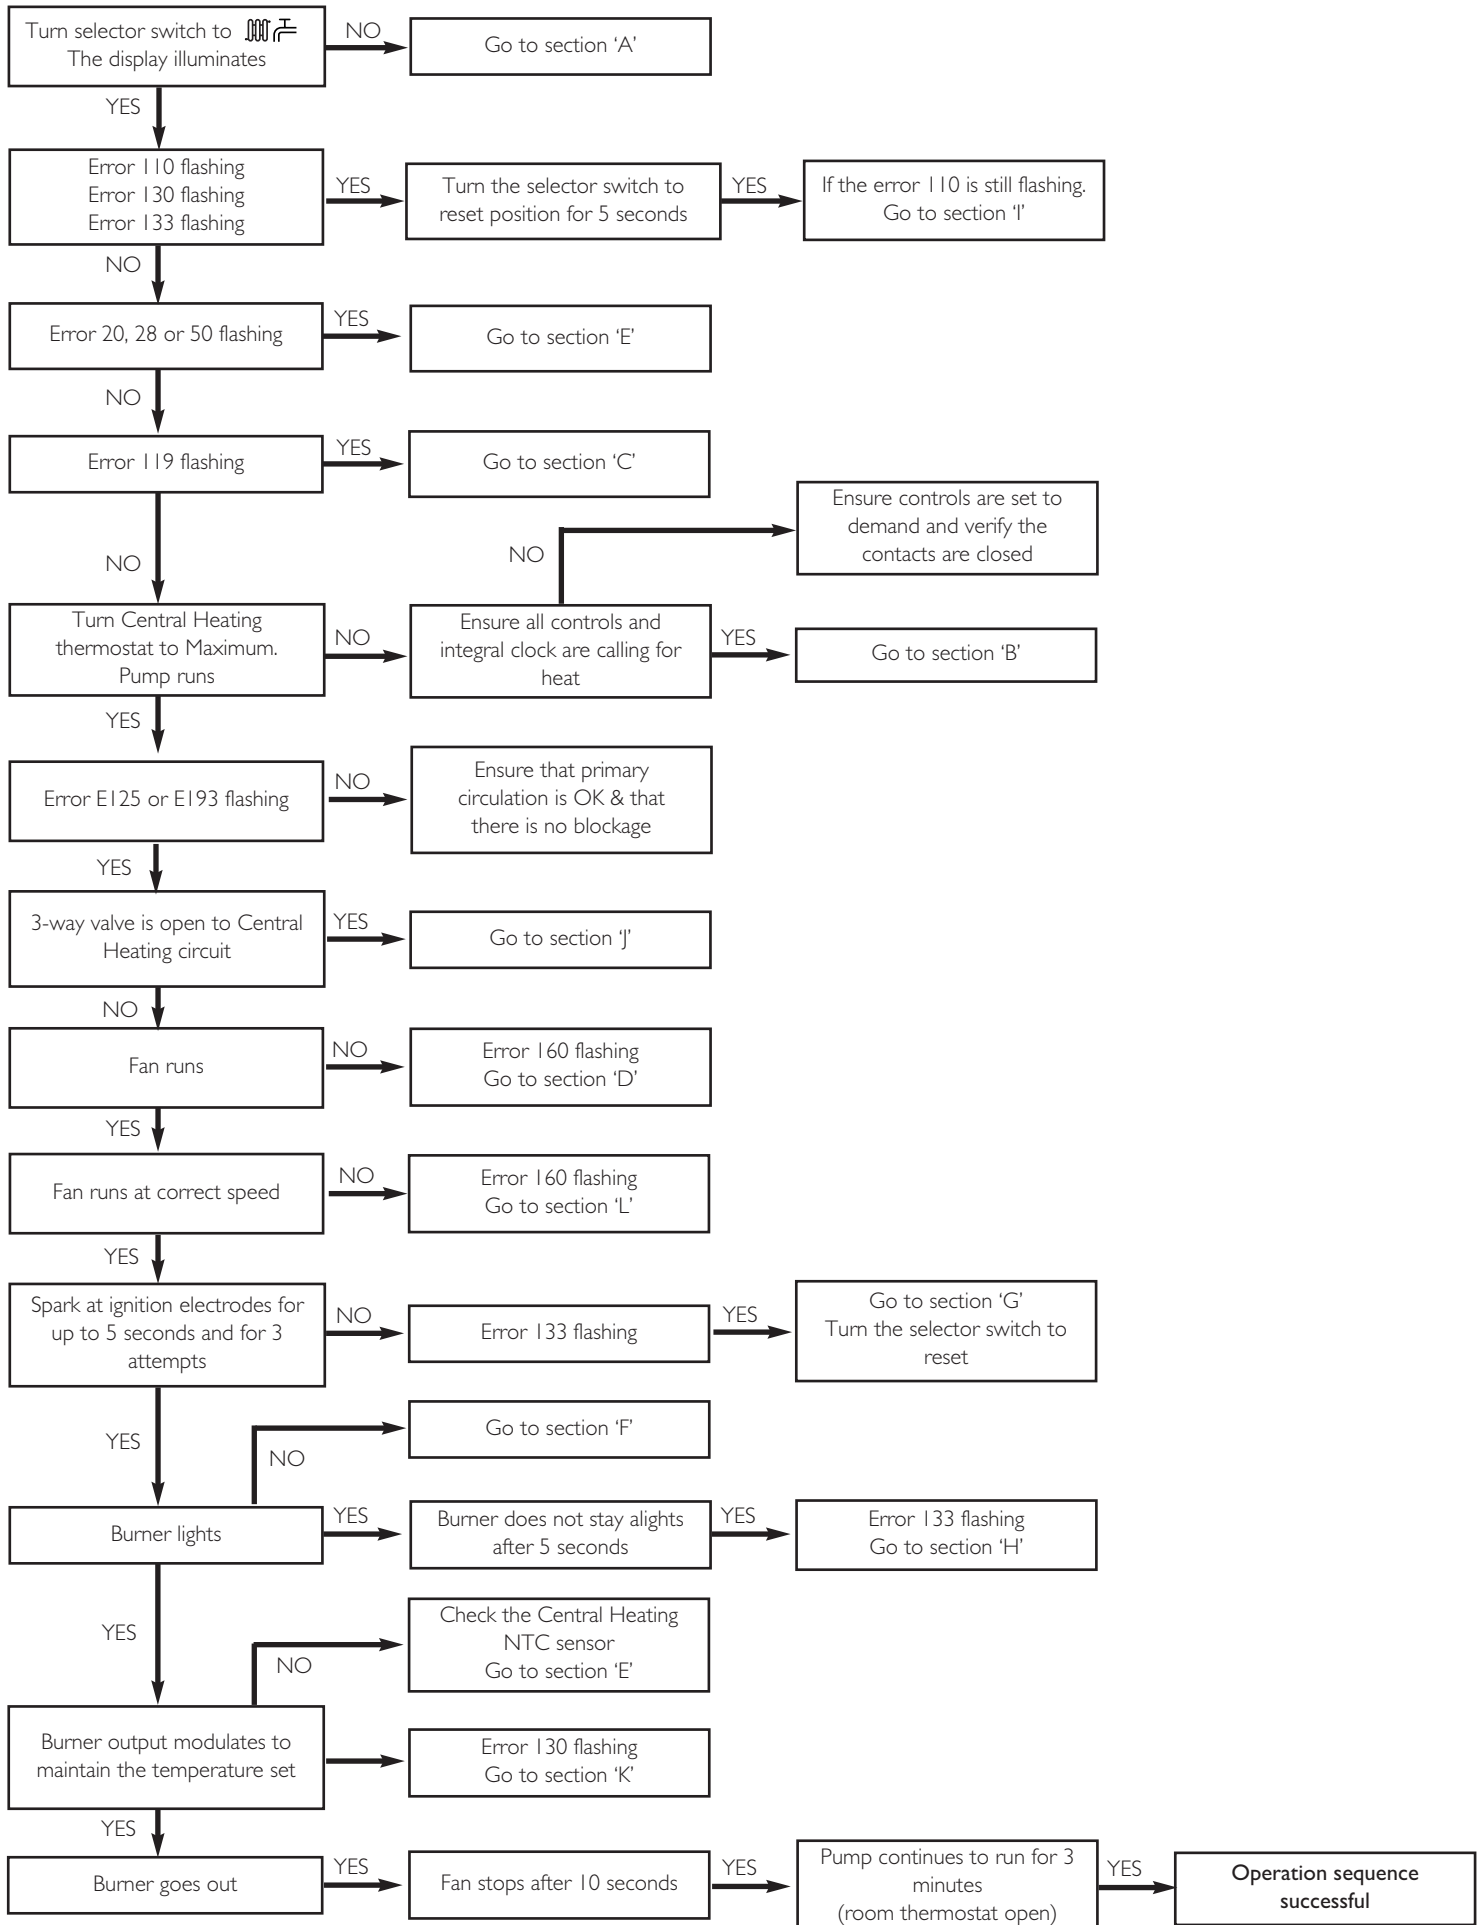 Turn selector switch to
The display illuminates
NO
Go to section ‘A’
YES
Error 110 flashing
Error 130 flashing
Error 133 flashing
YES
Turn the selector switch to
reset position for 5 seconds
YES
If the error 110 is still flashing.
Go to section ‘I’
NO
Error 20, 28 or 50 flashing
YES
Go to section ‘E’
NO
Error 119 flashing
YES
Go to section ‘C’
NO
Ensure controls are set to
demand and verify the
contacts are closed
NO
Turn Central Heating
thermostat to Maximum.
Pump runs
NO
Ensure all controls and
integral clock are calling for
heat
YES
Go to section ‘B’
YES
Error E125 or E193 flashing
NO
Ensure that primary
circulation is OK & that
there is no blockage
YES
3-way valve is open to Central
Heating circuit
YES
Go to section ‘J’
NO
Fan runs
NO
Error 160 flashing
Go to section ‘D’
YES
Fan runs at correct speed
NO
Error 160 flashing
Go to section ‘L’
YES
Spark at ignition electrodes for
up to 5 seconds and for 3
attempts
NO
Error 133 flashing
YES
Go to section ‘G’
Turn the selector switch to
reset
YES
NO
Go to section ‘F’
Burner lights
YES
Burner does not stay alights
after 5 seconds
YES
Error 133 flashing
Go to section ‘H’
YES
NO
Check the Central Heating
NTC sensor
Go to section ‘E’
Burner output modulates to
maintain the temperature set
Error 130 flashing
Go to section ‘K’
YES
Burner goes out
YES
Fan stops after 10 seconds
YES
Pump continues to run for 3
minutes
(room thermostat open)
YES
Operation sequence
successful